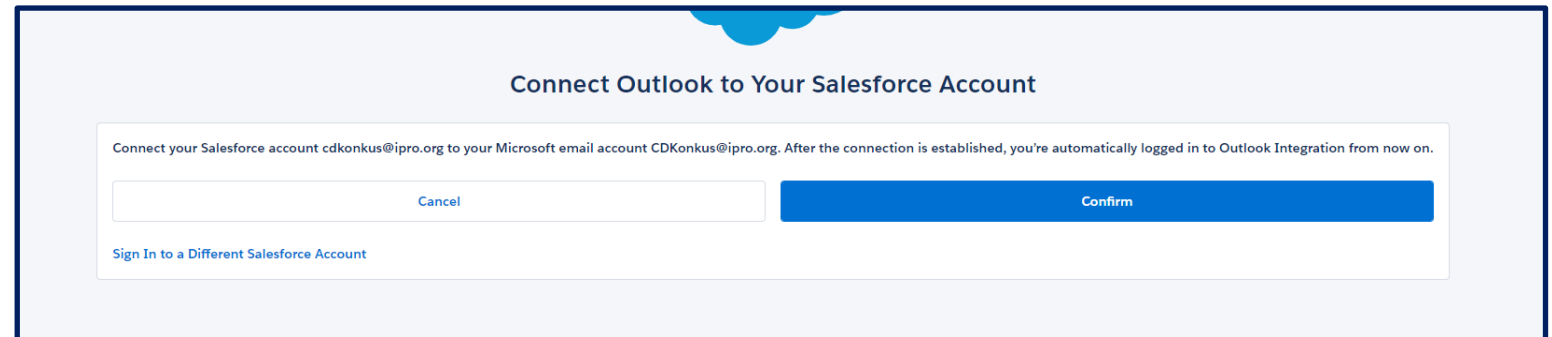 Connect Outlook to Your Salesforce Account
Connect your Salesforce account cdkonkus@ipro.org to your Microsoft email account CDKonkus@ipro.org. After the connection is established, you’re automatically logged in to Outlook Integration from now on.
Cancel
Confirm
Sign In to a Different Salesforce Account